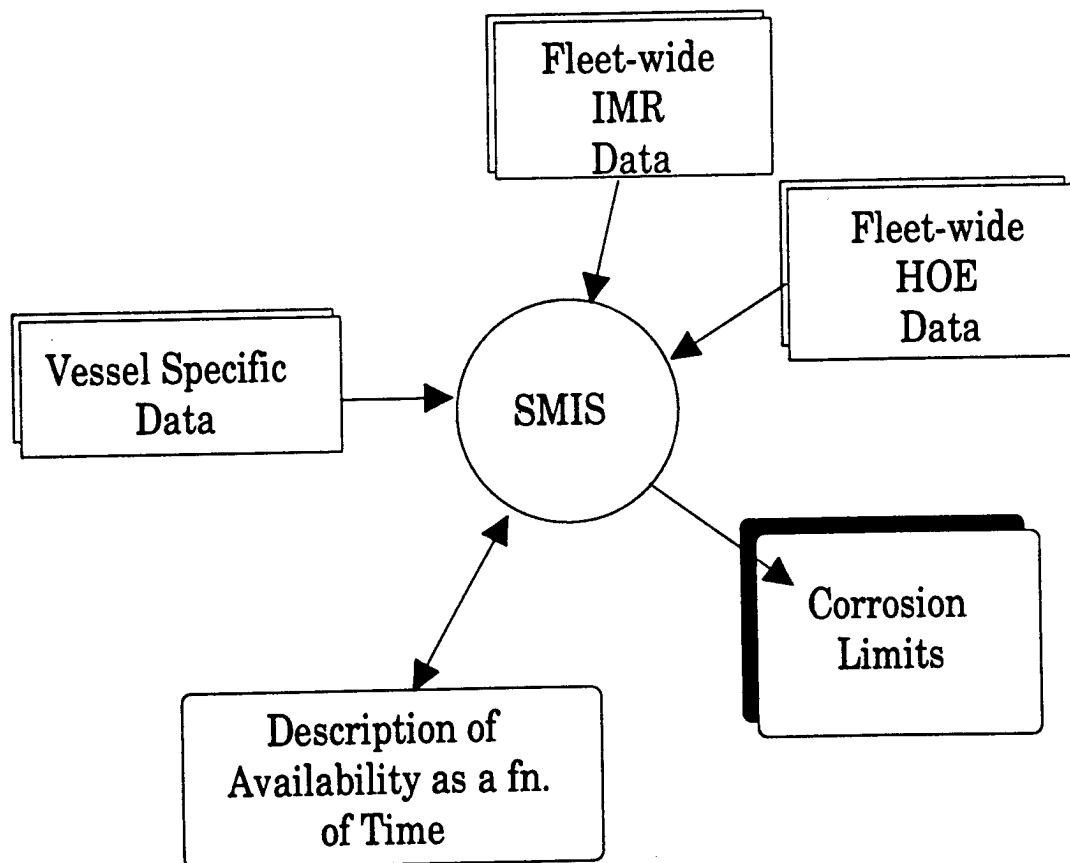 Fleet-wide
IMR
Data
Fleet-wide
HOE
Data
Vessel Specific
Data
SMIS
Corrosion
Limits
Description of
Availability as a fn.
of Time